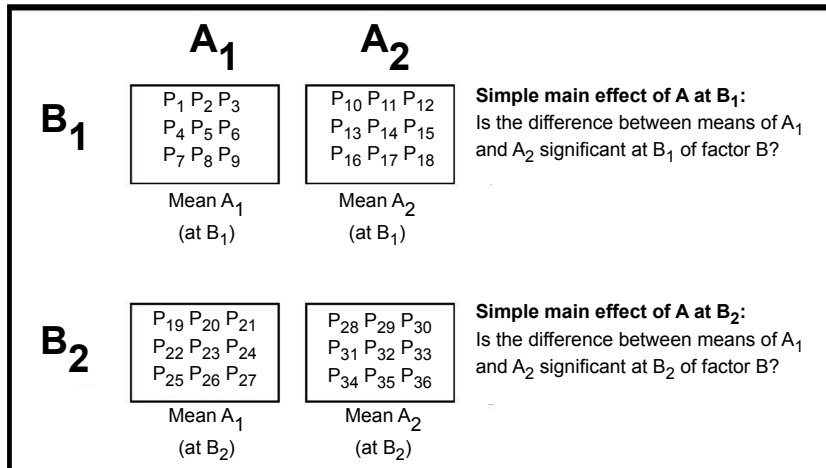 A₁ A₂
B₁
P₁ P₂ P₃
P₄ P₅ P₆
P₇ P₈ P₉
Mean A₁
(at B₁)
P₁₀ P₁₁ P₁₂
P₁₃ P₁₄ P₁₅
P₁₆ P₁₇ P₁₈
Mean A₂
(at B₁)
Simple main effect of A at B₁:
Is the difference between means of A₁
and A₂ significant at B₁ of factor B?
B₂
P₁₉ P₂₀ P₂₁
P₂₂ P₂₃ P₂₄
P₂₅ P₂₆ P₂₇
Mean A₁
(at B₂)
P₂₈ P₂₉ P₃₀
P₃₁ P₃₂ P₃₃
P₃₄ P₃₅ P₃₆
Mean A₂
(at B₂)
Simple main effect of A at B₂:
Is the difference between means of A₁
and A₂ significant at B₂ of factor B?